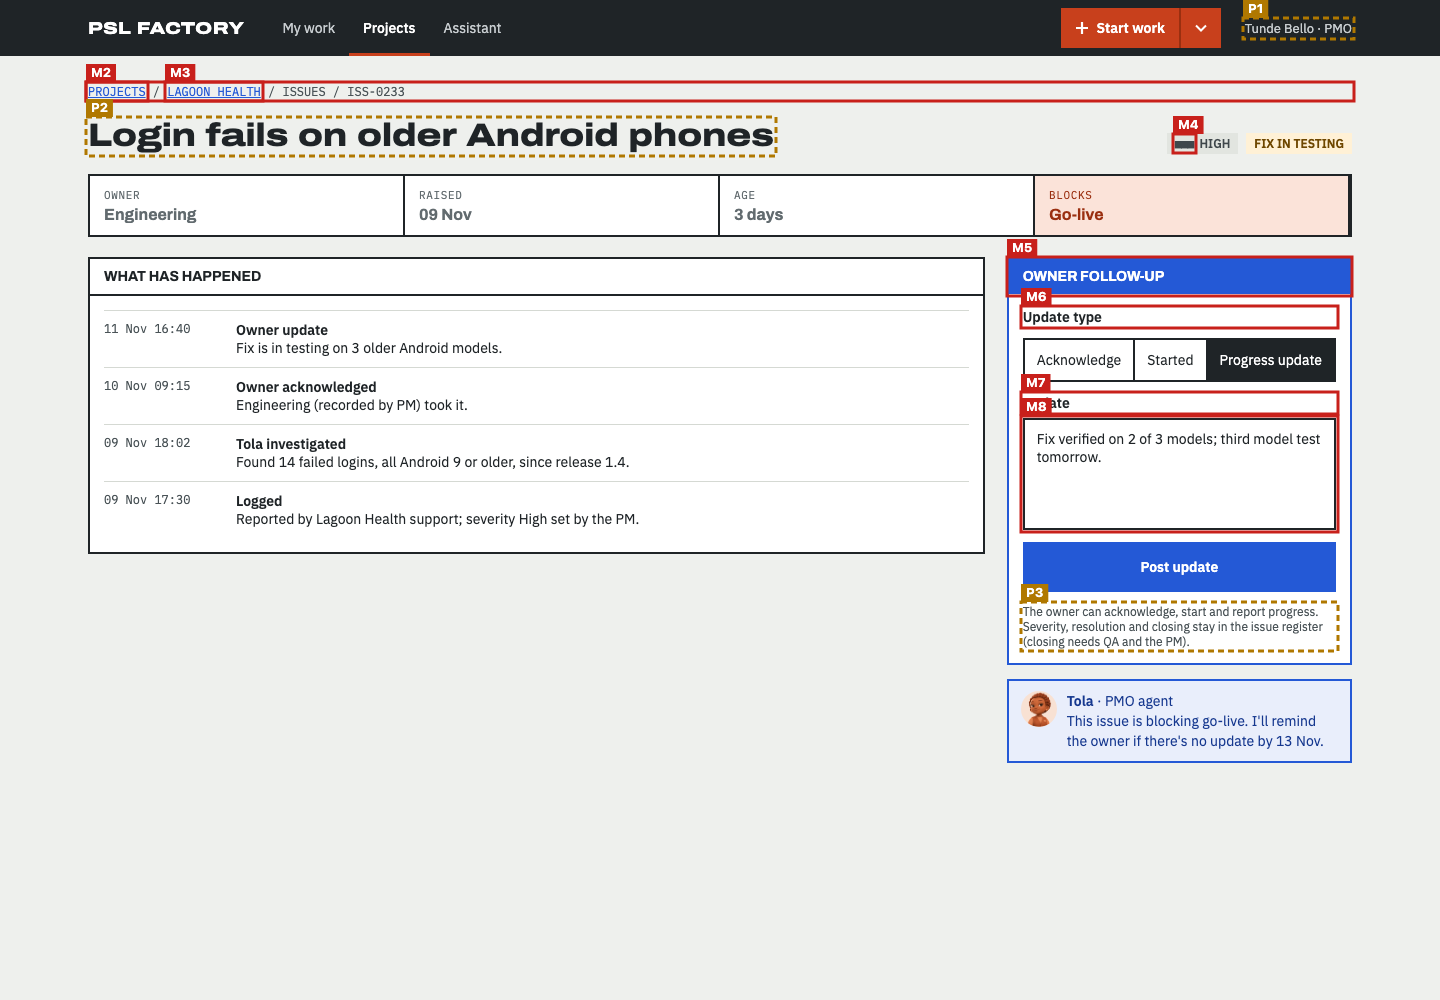 PSL FACTORY
My work
Projects
Assistant
Start work
P1
Tunde Bello · PMO
M2
M3
PROJECTS / LAGOON HEALTH / ISSUES / ISS-0233
P2
Login fails on older Android phones
M4
HIGH
FIX IN TESTING
OWNER
Engineering
RAISED
09 Nov
AGE
3 days
BLOCKS
Go-live
WHAT HAS HAPPENED
11 Nov 16:40
Owner update
Fix is in testing on 3 older Android models.
10 Nov 09:15
Owner acknowledged
Engineering (recorded by PM) took it.
09 Nov 18:02
Tola investigated
Found 14 failed logins, all Android 9 or older, since release 1.4.
09 Nov 17:30
Logged
Reported by Lagoon Health support; severity High set by the PM.
M5
OWNER FOLLOW-UP
M6
Update type
Acknowledge
Started
Progress update
M7
M8
Fix verified on 2 of 3 models; third model test
tomorrow.
Post update
P3
The owner can acknowledge, start and report progress.
Severity, resolution and closing stay in the issue register
(closing needs QA and the PM).
Tola · PMO agent
This issue is blocking go-live. I'll remind
the owner if there's no update by 13 Nov.